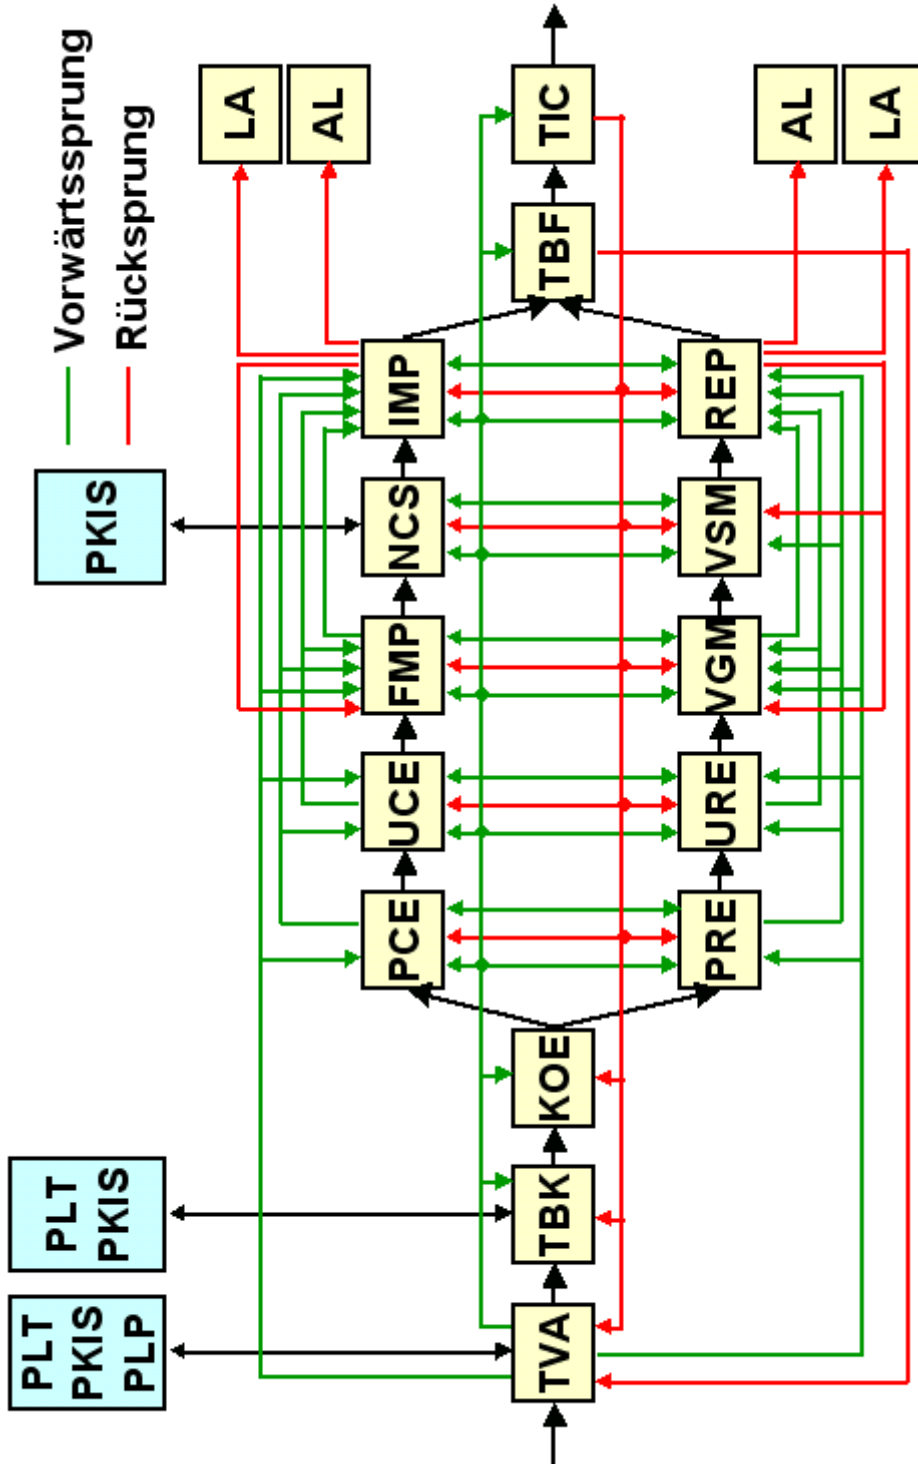 PLT
PKIS
PLP
PLT
PKIS
PKIS
Vorwärtssprung
Rücksprung
LA
AL
PCE
UCE
FMP
NCS
IMP
TVA
TBK
KOE
TBF
TIC
PRE
URE
VGM
VSM
REP
AL
LA